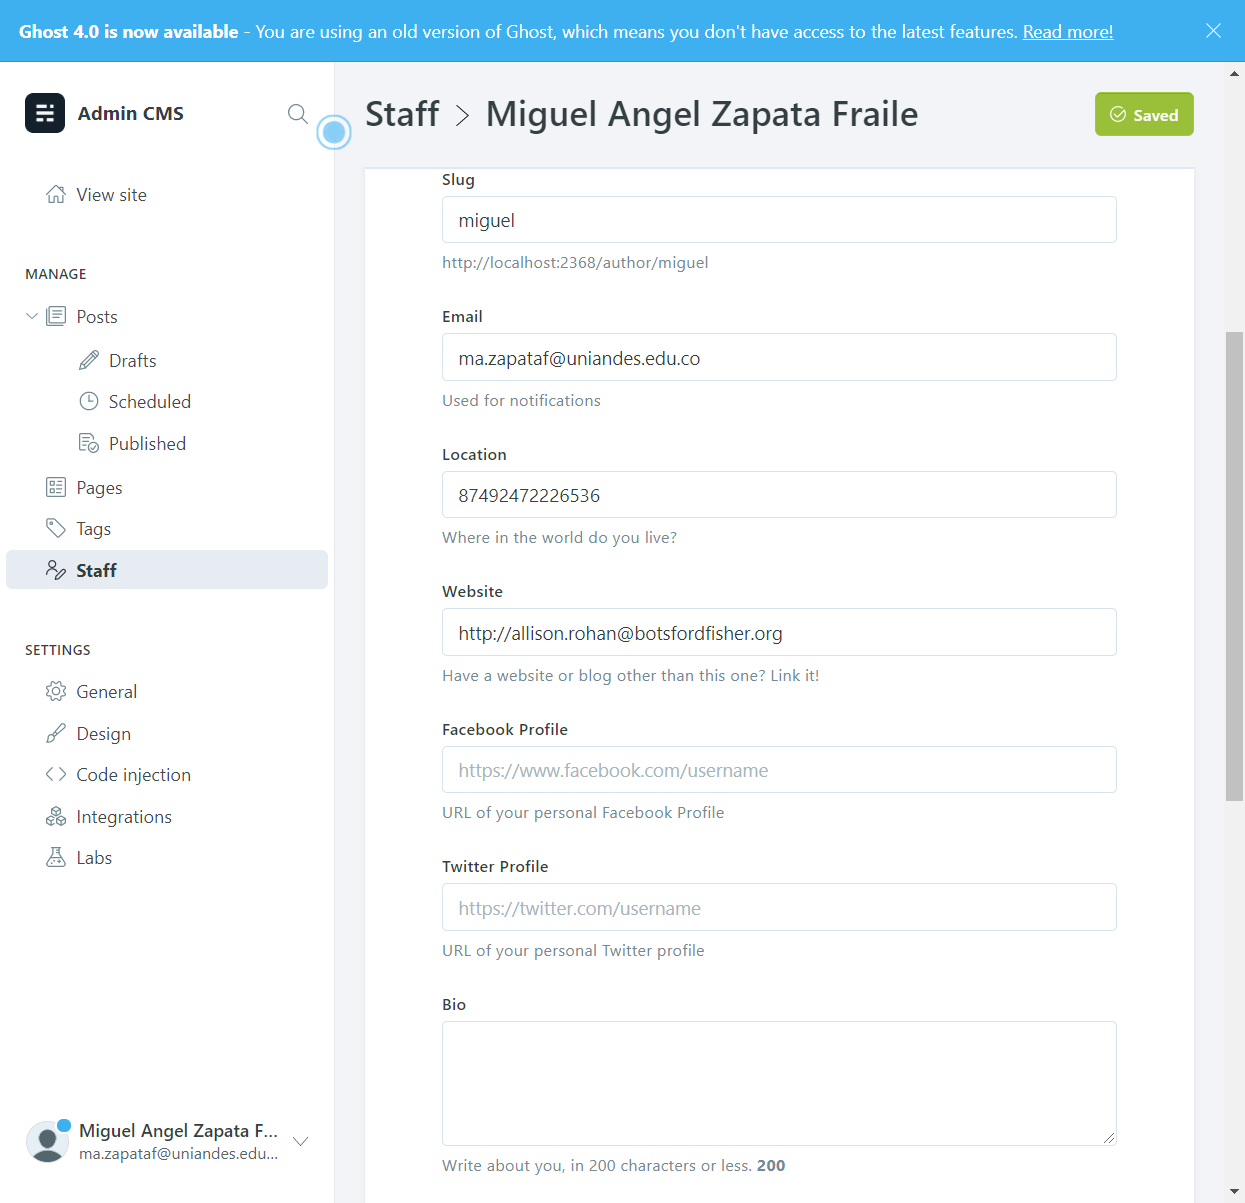 Ghost 4.0 is now available - You are using an old version of Ghost, which means you don't have access to the latest features. Read more!
Admin CMS
View site
MANAGE
Posts
Drafts
Scheduled
Published
Pages
Tags
Staff
SETTINGS
General
Design
Code injection
Integrations
Labs
Miguel Angel Zapata F...
ma.zapataf@uniandes.edu...
Staff > Miguel Angel Zapata Fraile
Saved
Slug
miguel
http://localhost:2368/author/miguel
Email
ma.zapataf@uniandes.edu.co
Used for notifications
Location
87492472226536
Where in the world do you live?
Website
http://allison.rohan@botsfordfisher.org
Have a website or blog other than this one? Link it!
Facebook Profile
https://www.facebook.com/username
URL of your personal Facebook Profile
Twitter Profile
https://twitter.com/username
URL of your personal Twitter profile
Bio
Write about you, in 200 characters or less. 200